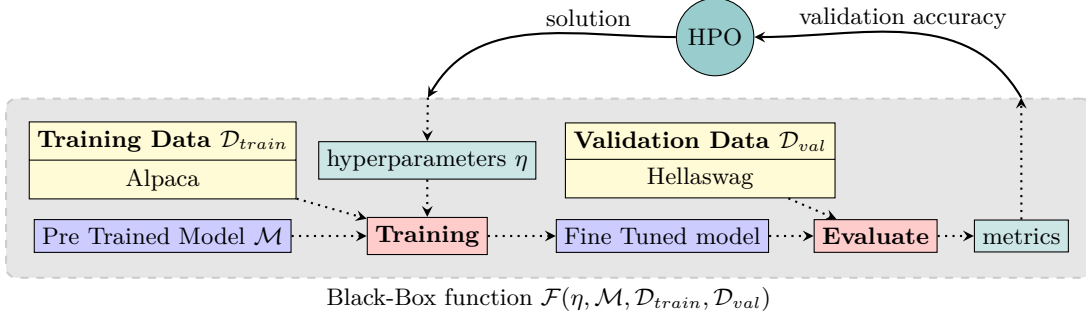 solution
HPO
validation accuracy
Training Data 𝒟_train
Alpaca
hyperparameters η
Validation Data 𝒟_val
Hellaswag
Pre Trained Model ℳ
Training
Fine Tuned model
Evaluate
metrics
Black-Box function ℱ(η, ℳ, 𝒟_train, 𝒟_val)